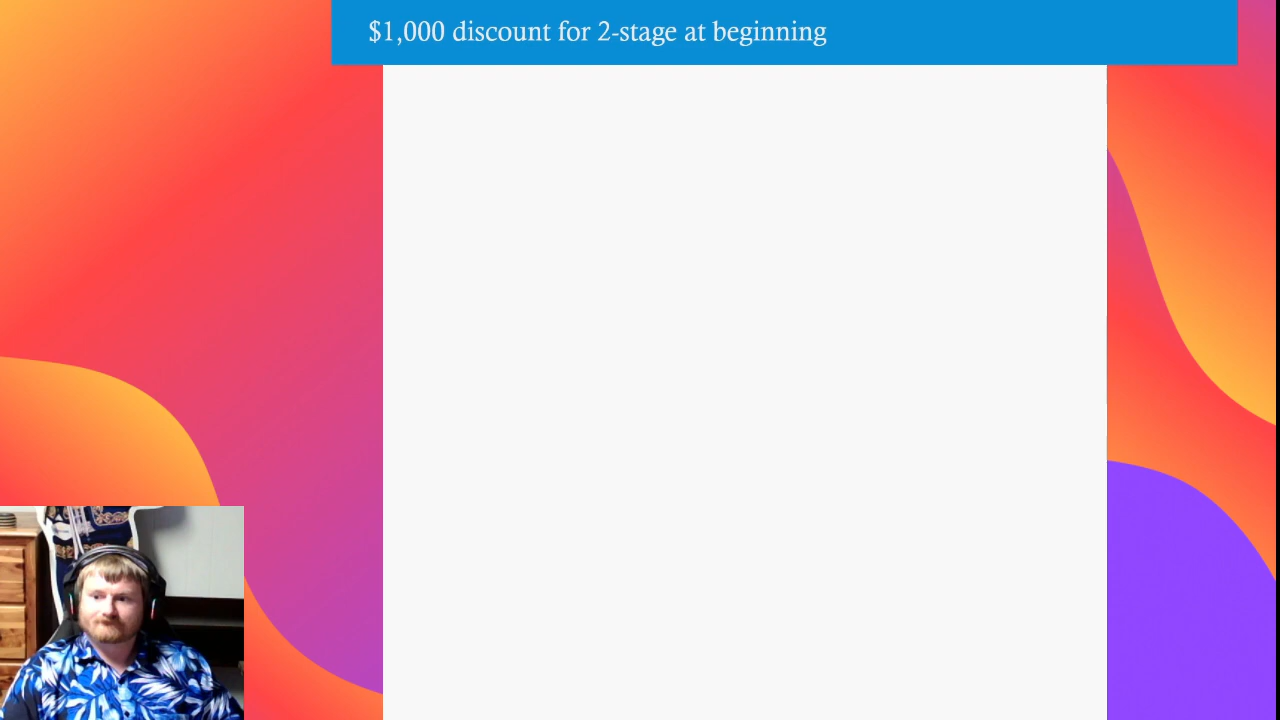 $1,000 discount for 2-stage at beginning